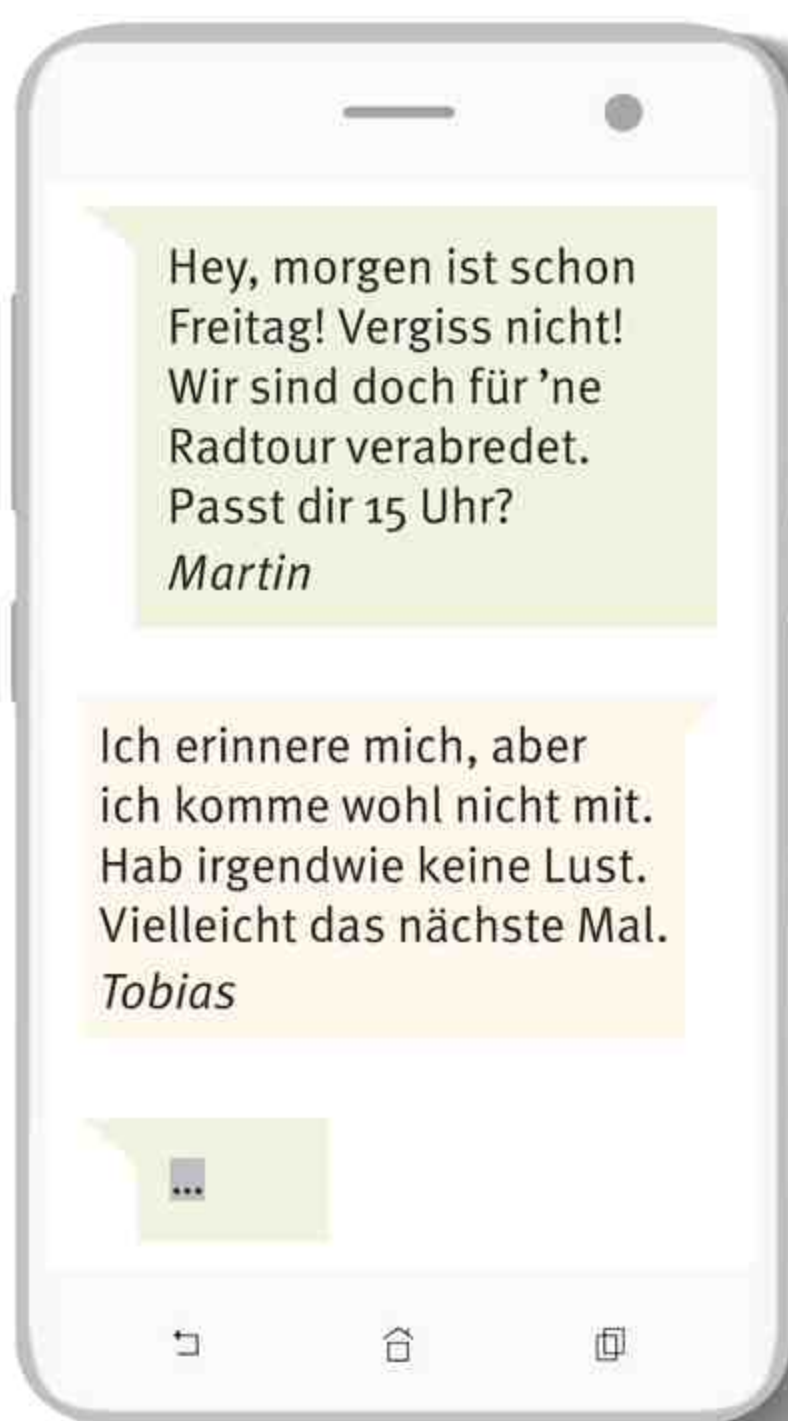 Hey, morgen ist schon
Freitag! Vergiss nicht!
Wir sind doch für ’ne
Radtour verabredet.
Passt dir 15 Uhr?
Martin
Ich erinnere mich, aber
ich komme wohl nicht mit.
Hab irgendwie keine Lust.
Vielleicht das nächste Mal.
Tobias
...